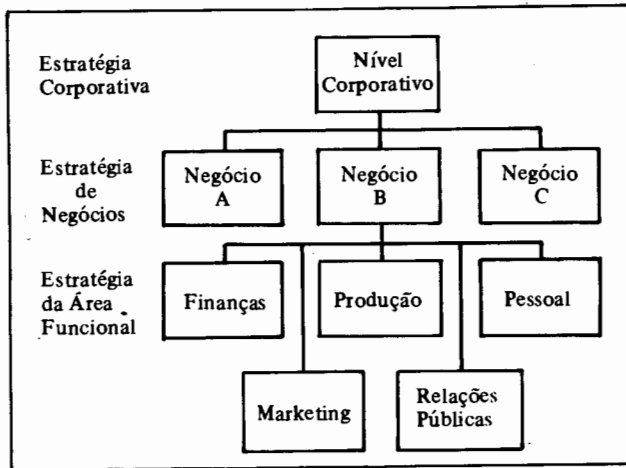 Estratégia
Corporativa
Nível
Corporativo
Estratégia
de
Negócios
Negócio
A
Negócio
B
Negócio
C
Estratégia
da Área
Funcional
Finanças
Produção
Pessoal
Marketing
Relações
Públicas